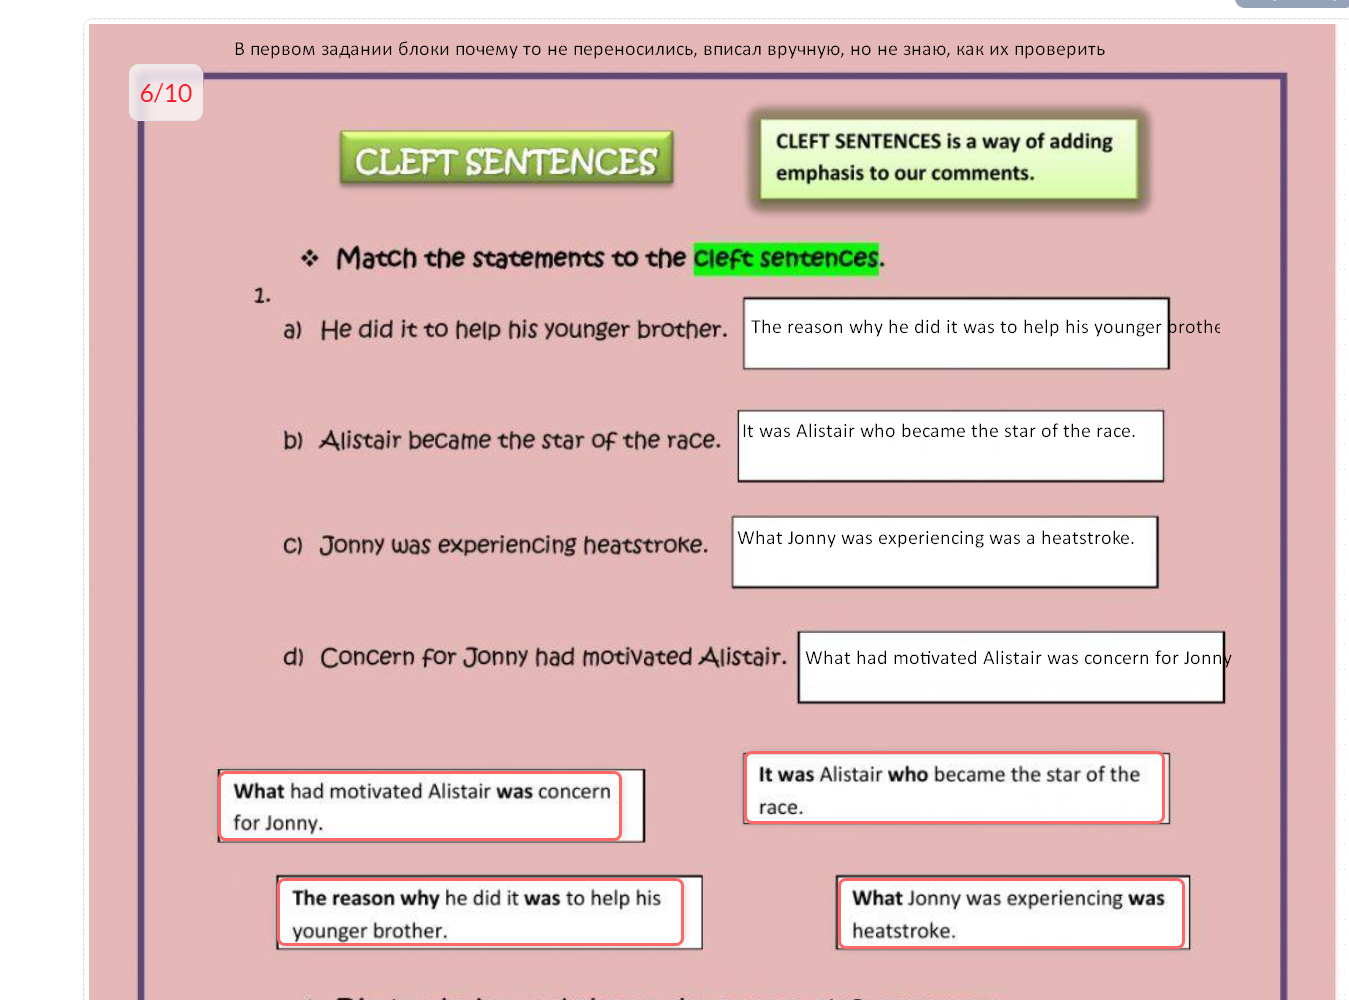 В первом задании блоки почему то не переносились, вписал вручную, но не знаю, как их проверить
6/10
CLEFT SENTENCES
CLEFT SENTENCES is a way of adding
emphasis to our comments.
❖ Match the statements to the cleft sentences.
1.
a) He did it to help his younger brother.
The reason why he did it was to help his younger brothe
b) Alistair became the star of the race.
It was Alistair who became the star of the race.
c) Jonny was experiencing heatstroke.
What Jonny was experiencing was a heatstroke.
d) Concern for Jonny had motivated Alistair.
What had motivated Alistair was concern for Jonny
What had motivated Alistair was concern
for Jonny.
It was Alistair who became the star of the
race.
The reason why he did it was to help his
younger brother.
What Jonny was experiencing was
heatstroke.